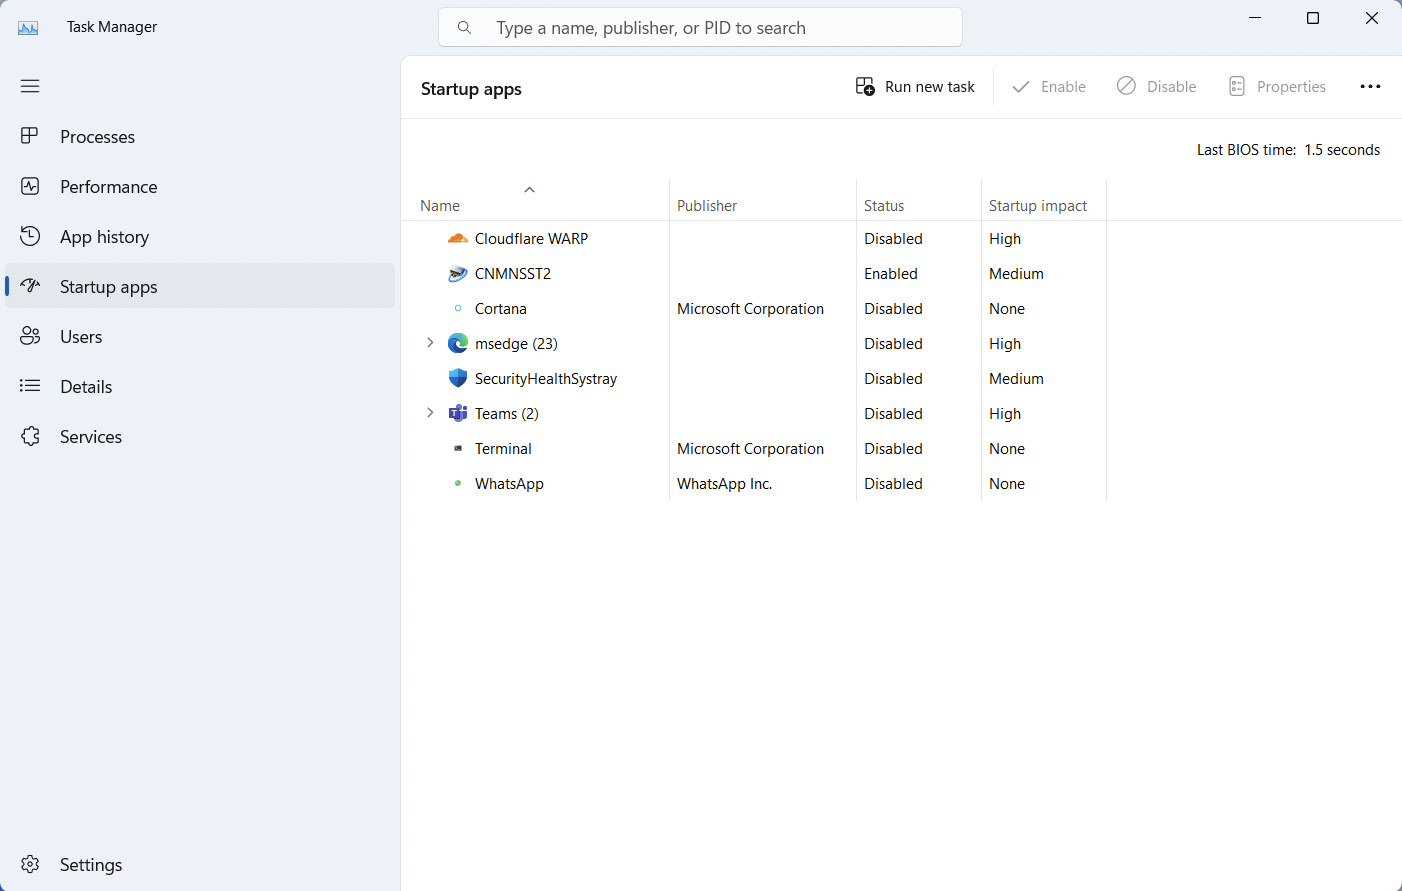 Task Manager
Type a name, publisher, or PID to search
Startup apps
Run new task
Enable
Disable
Properties
Processes
Performance
App history
Startup apps
Users
Details
Services
Settings
Last BIOS time: 1.5 seconds
Name Publisher Status Startup impact
Cloudflare WARP Disabled High
CNMNSST2 Enabled Medium
Cortana Microsoft Corporation Disabled None
msedge (23) Disabled High
SecurityHealthSystray Disabled Medium
Teams (2) Disabled High
Terminal Microsoft Corporation Disabled None
WhatsApp WhatsApp Inc. Disabled None